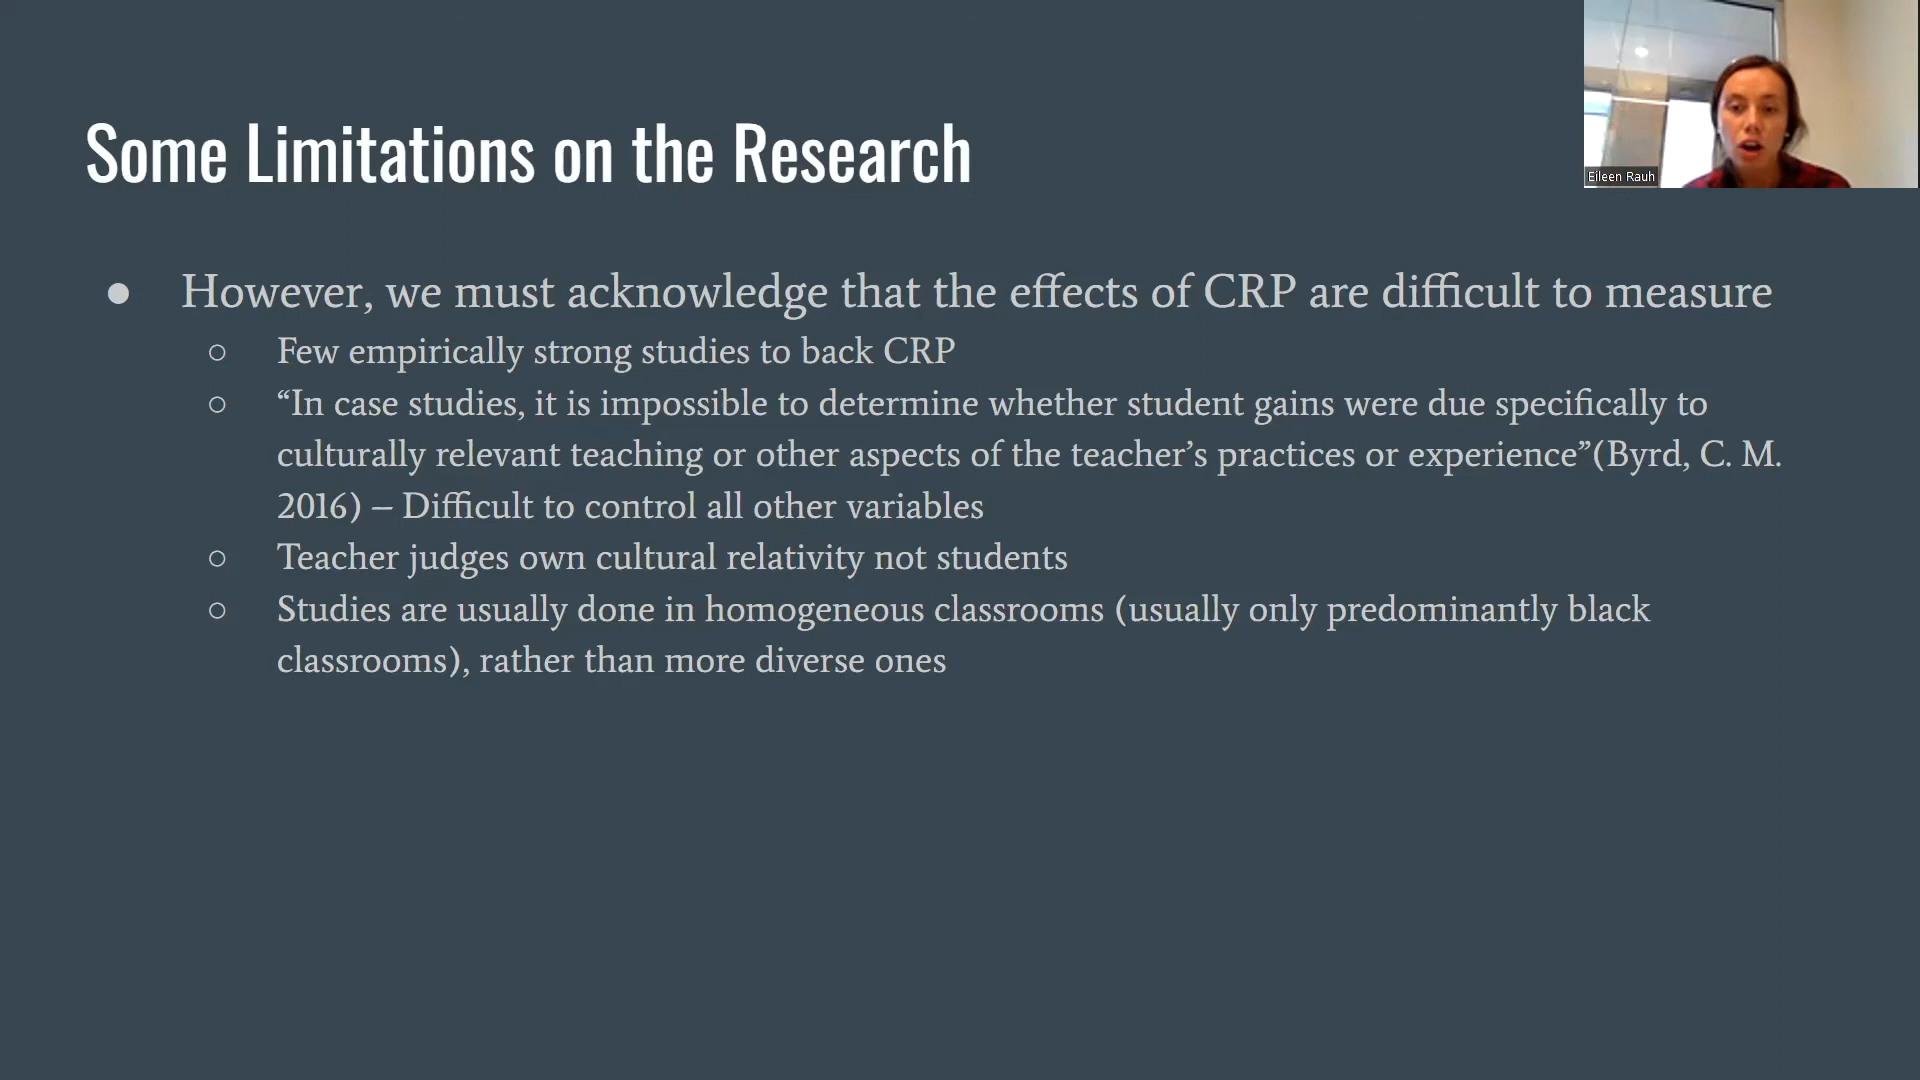 Some Limitations on the Research
Eileen Rauh
● However, we must acknowledge that the effects of CRP are difficult to measure
○ Few empirically strong studies to back CRP
○ “In case studies, it is impossible to determine whether student gains were due specifically to
culturally relevant teaching or other aspects of the teacher’s practices or experience”(Byrd, C. M.
2016) – Difficult to control all other variables
○ Teacher judges own cultural relativity not students
○ Studies are usually done in homogeneous classrooms (usually only predominantly black
classrooms), rather than more diverse ones